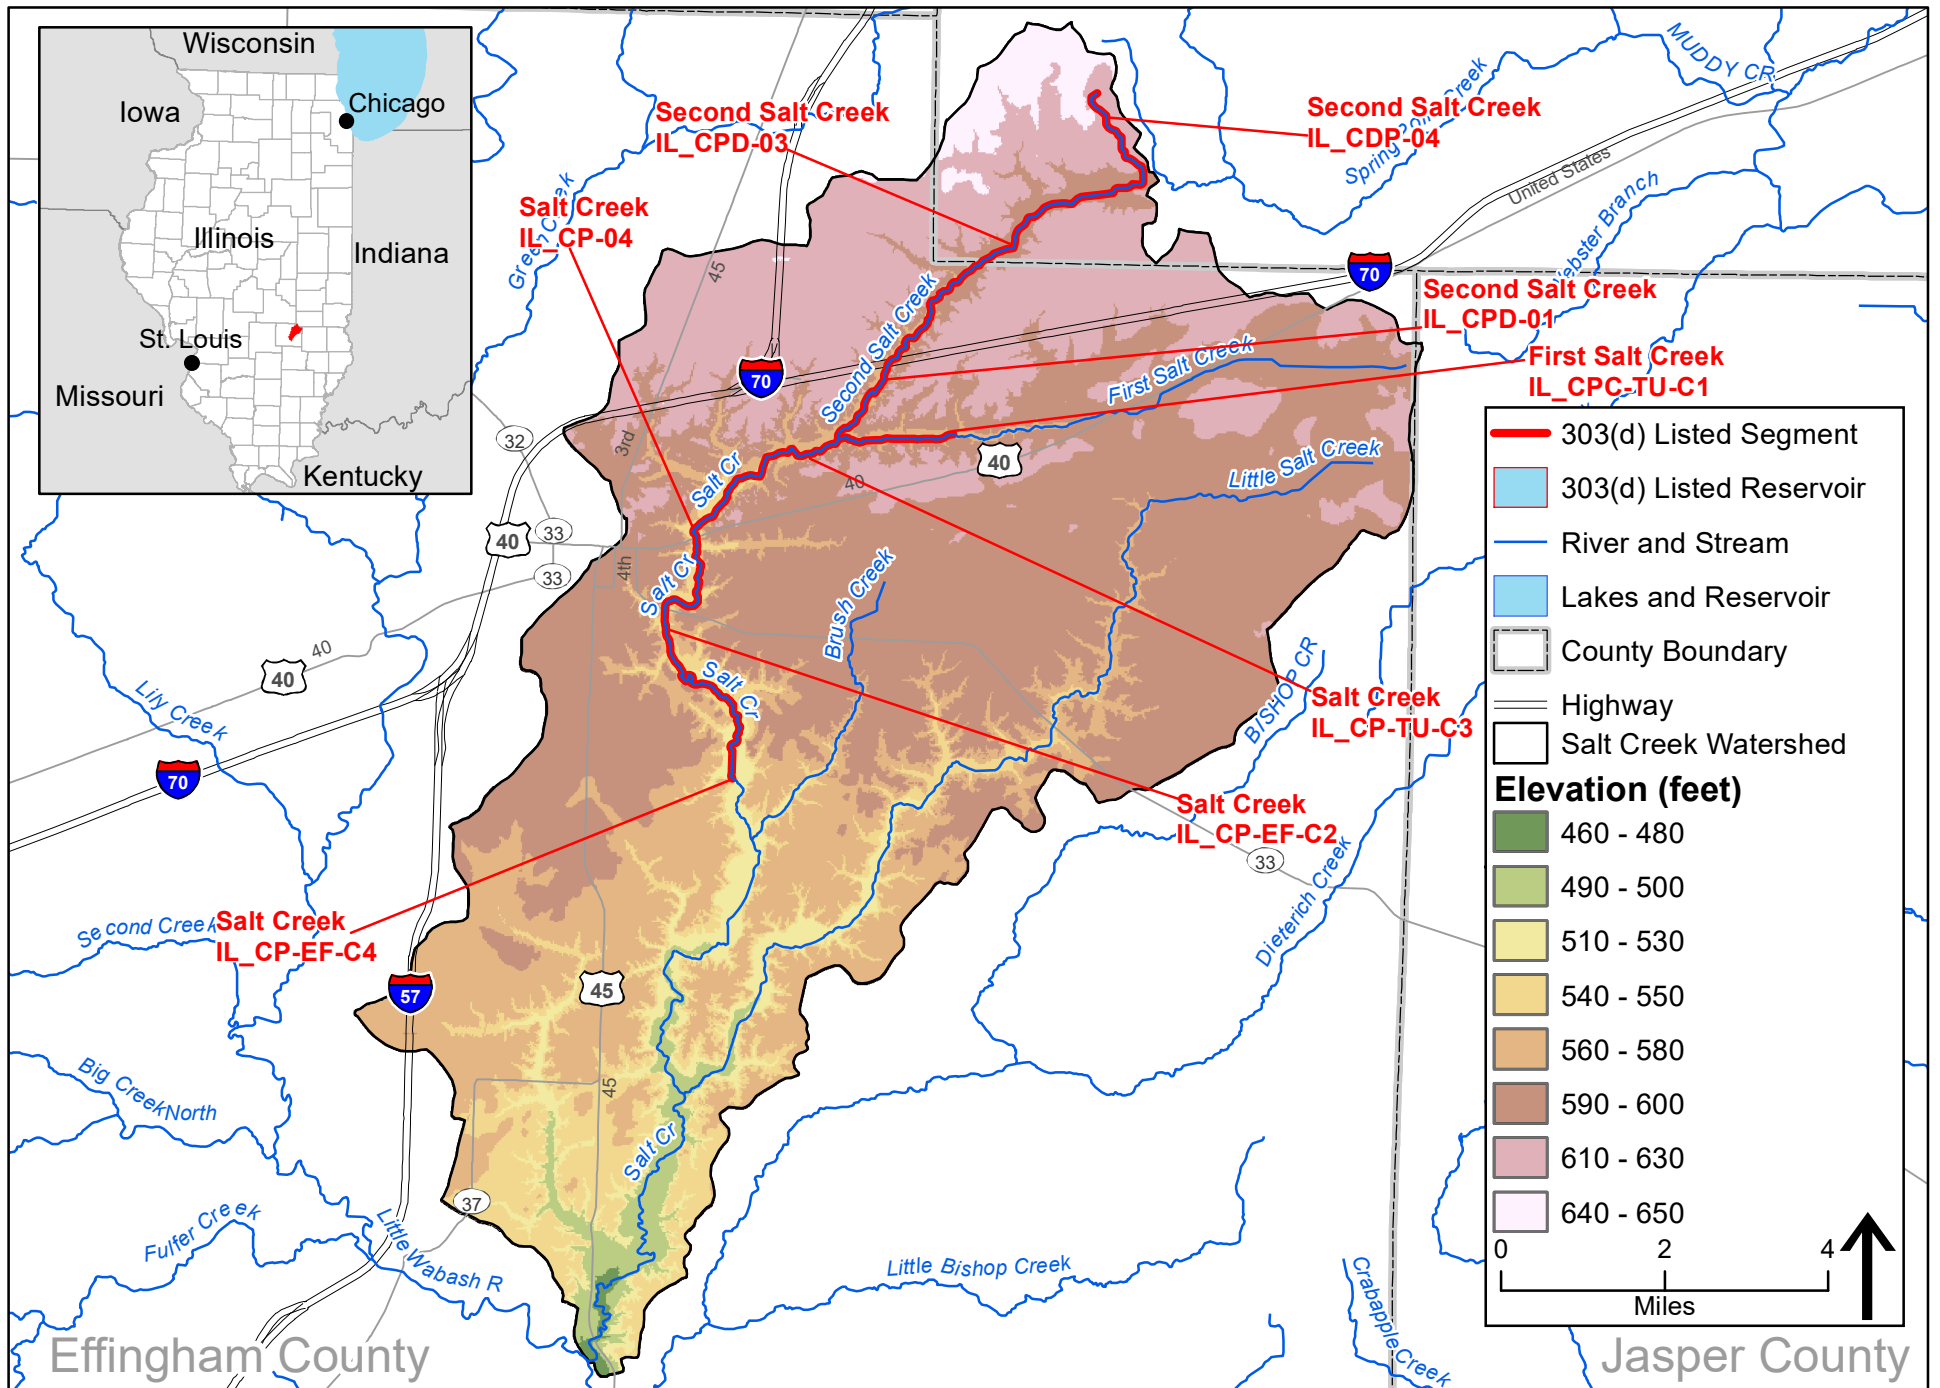 Wisconsin
Iowa
Chicago
Illinois
Indiana
St. Louis
Missouri
Kentucky
Second Salt Creek
IL_CPD-03
Second Salt Creek
IL_CDP-04
Salt Creek
IL_CP-04
Second Salt Creek
IL_CPD-01
First Salt Creek
IL_CPC-TU-C1
Salt Creek
IL_CP-TU-C3
Salt Creek
IL_CP-EF-C2
Salt Creek
IL_CP-EF-C4
MUDDY CR
Creek
United States
Webster Branch
Green Creek
Second Salt Creek
First Salt Creek
Little Salt Creek
Salt Cr
Salt Cr
Salt Cr
Salt Cr
Brush Creek
BISHOP CR
Dieterich Creek
Lily Creek
Second Creek
Big Creek North
Fulfer Creek
Little Wabash R
Little Bishop Creek
Crabapple Creek
45
70
70
32
3rd
40
40
33
40
33
4th
40
40
70
33
57
45
45
37
303(d) Listed Segment
303(d) Listed Reservoir
River and Stream
Lakes and Reservoir
County Boundary
Highway
Salt Creek Watershed
Elevation (feet)
460 - 480
490 - 500
510 - 530
540 - 550
560 - 580
590 - 600
610 - 630
640 - 650
0 2 4
Miles
Effingham County
Jasper County